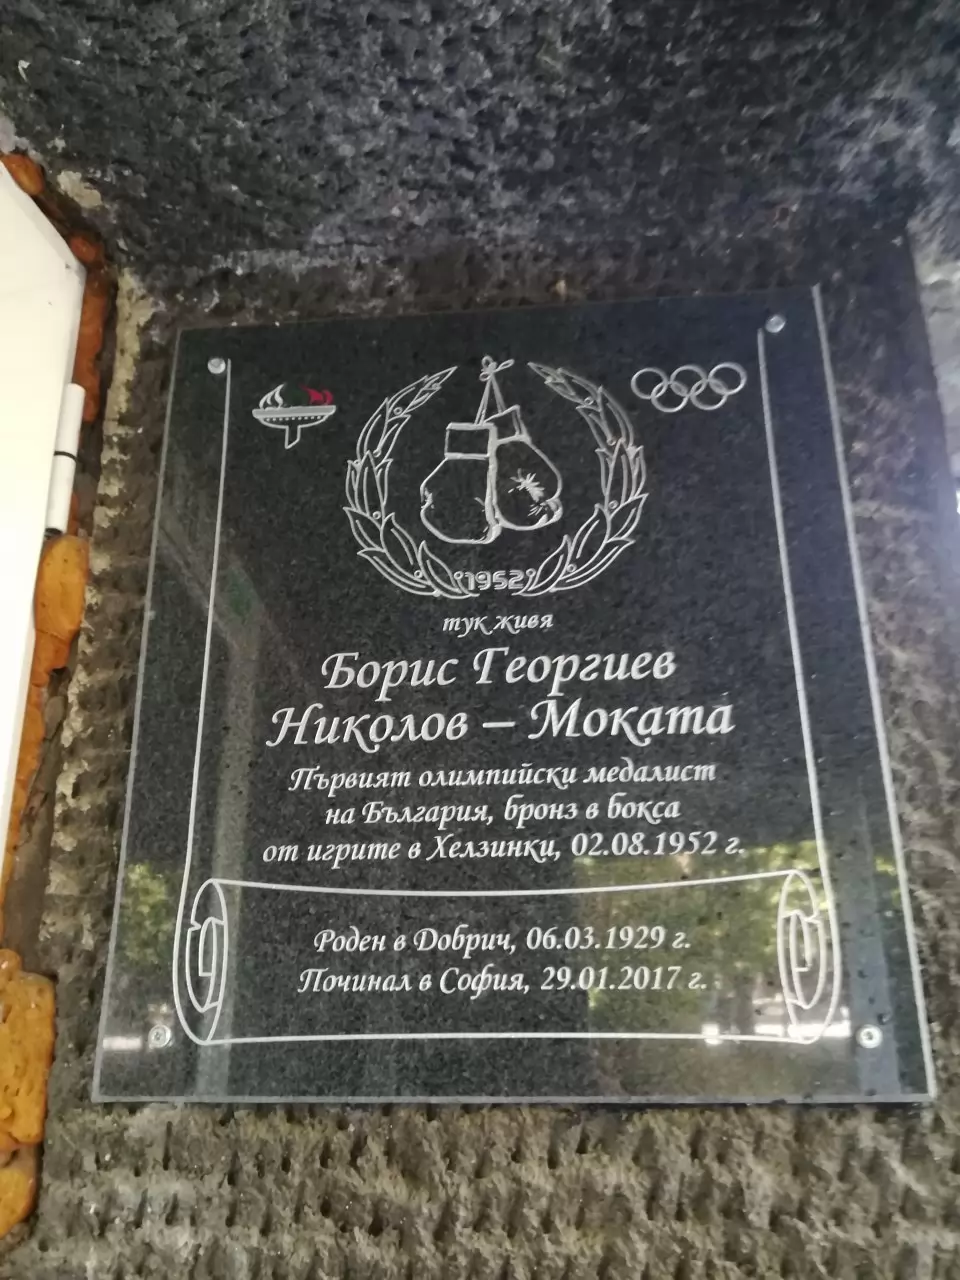 1952
тук живя
Борис Георгиев
Николов – Моката
Първият олимпийски медалист
на България, бронз в бокса
от игрите в Хелзинки, 02.08.1952 г.
Роден в Добрич, 06.03.1929 г.
Починал в София, 29.01.2017 г.